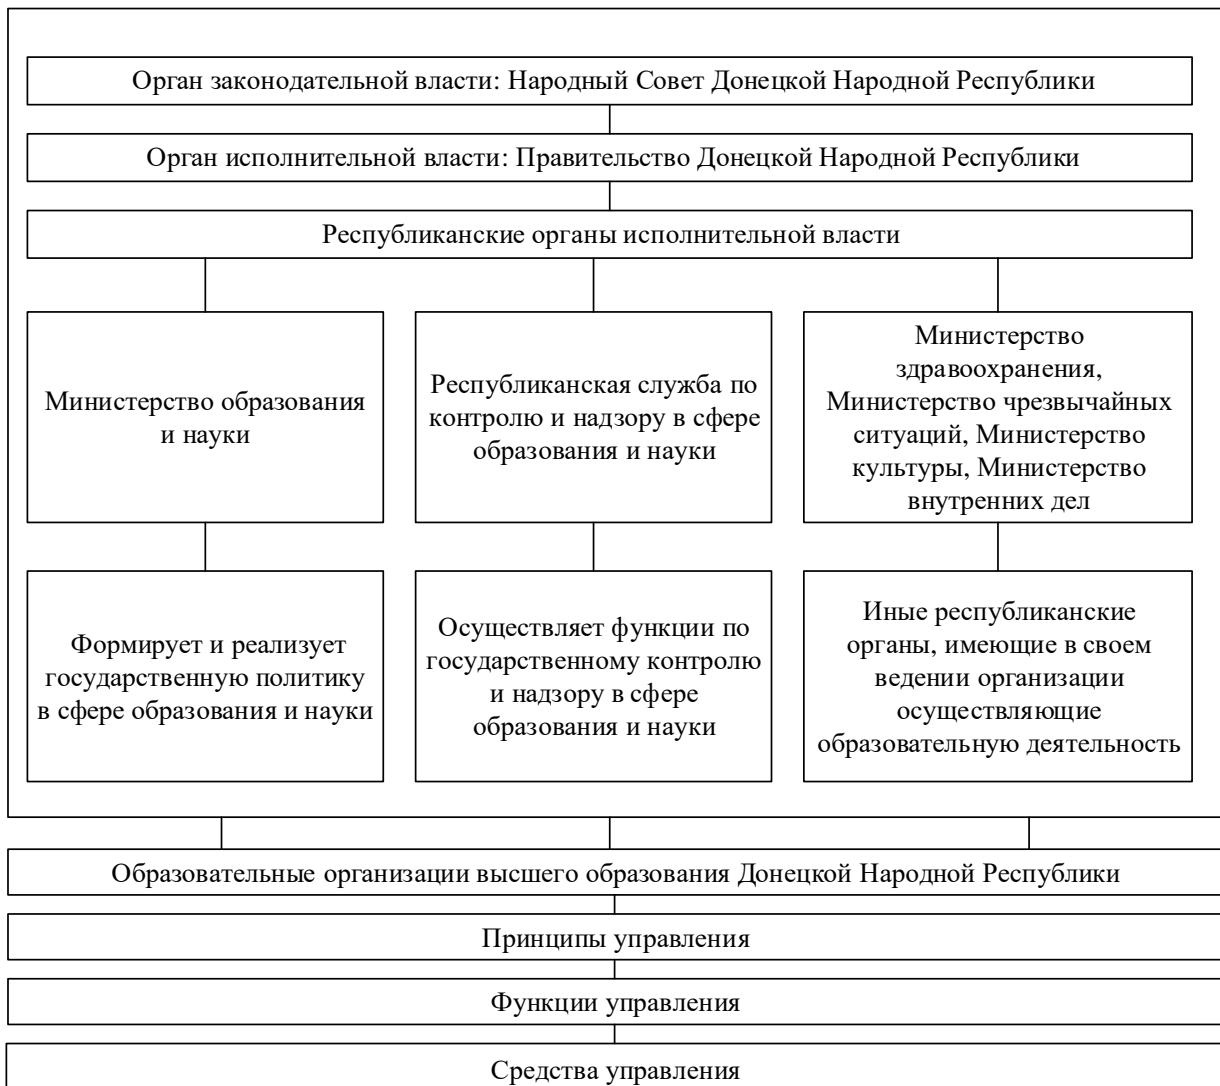 Орган законодательной власти: Народный Совет Донецкой Народной Республики
Орган исполнительной власти: Правительство Донецкой Народной Республики
Республиканские органы исполнительной власти
Министерство образования
и науки
Республиканская служба по
контролю и надзору в сфере
образования и науки
Министерство
здравоохранения,
Министерство чрезвычайных
ситуаций, Министерство
культуры, Министерство
внутренних дел
Формирует и реализует
государственную политику
в сфере образования и науки
Осуществляет функции по
государственному контролю
и надзору в сфере
образования и науки
Иные республиканские
органы, имеющие в своем
ведении организации
осуществляющие
образовательную деятельность
Образовательные организации высшего образования Донецкой Народной Республики
Принципы управления
Функции управления
Средства управления